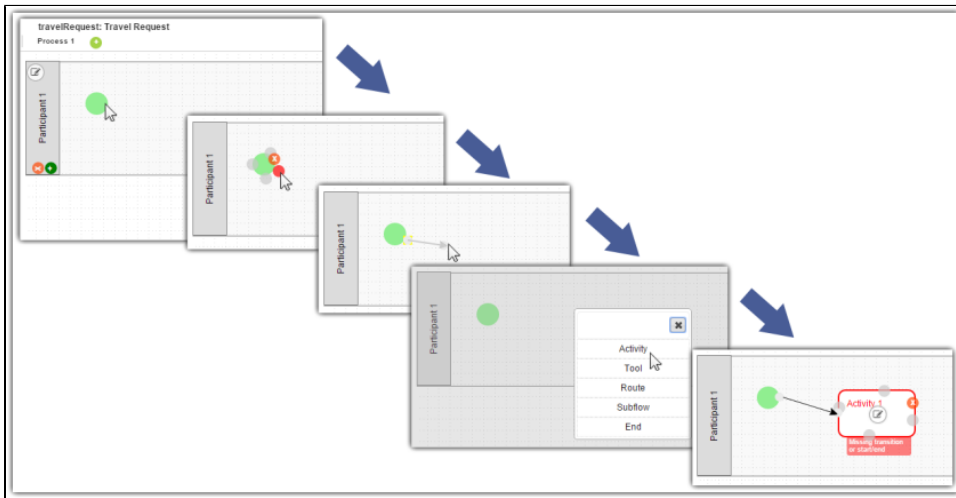 travelRequest: Travel Request
Process 1
Participant 1
Participant 1
Participant 1
Participant 1
Activity
Tool
Route
Subflow
End
Participant 1
Activity 1
Missing transition
or start/end